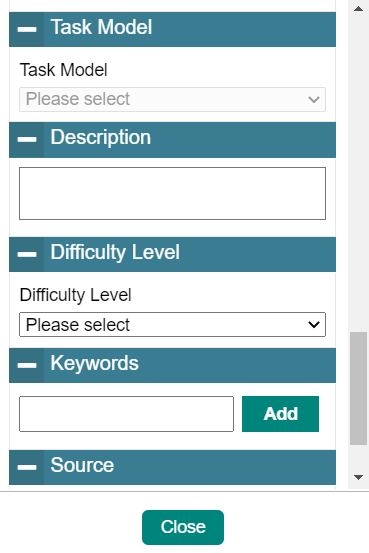 Task Model
Task Model
Please select
Description
Difficulty Level
Difficulty Level
Please select
Keywords
Add
Source
Close